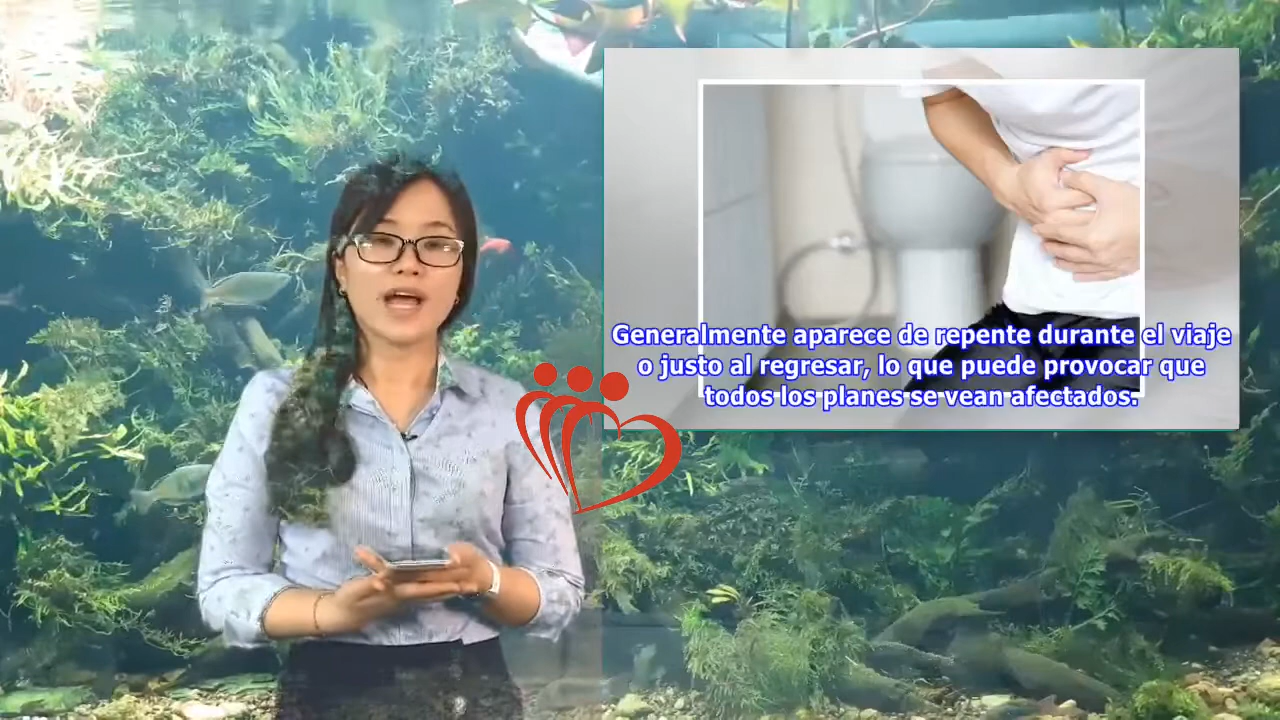 Generalmente aparece de repente durante el viaje
o justo al regresar, lo que puede provocar que
todos los planes se vean afectados.